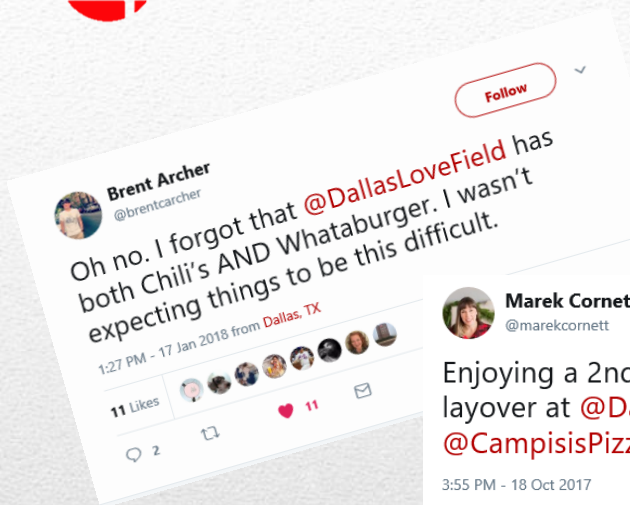 Follow
Brent Archer
@brentcarcher
Oh no. I forgot that @DallasLoveField has
both Chili's AND Whataburger. I wasn't
expecting things to be this difficult.
1:27 PM - 17 Jan 2018 from Dallas, TX
11 Likes
2 11
Marek Cornet
@marekcornett
Enjoying a 2nd
layover at @Da
@CampisisPizz
3:55 PM - 18 Oct 2017